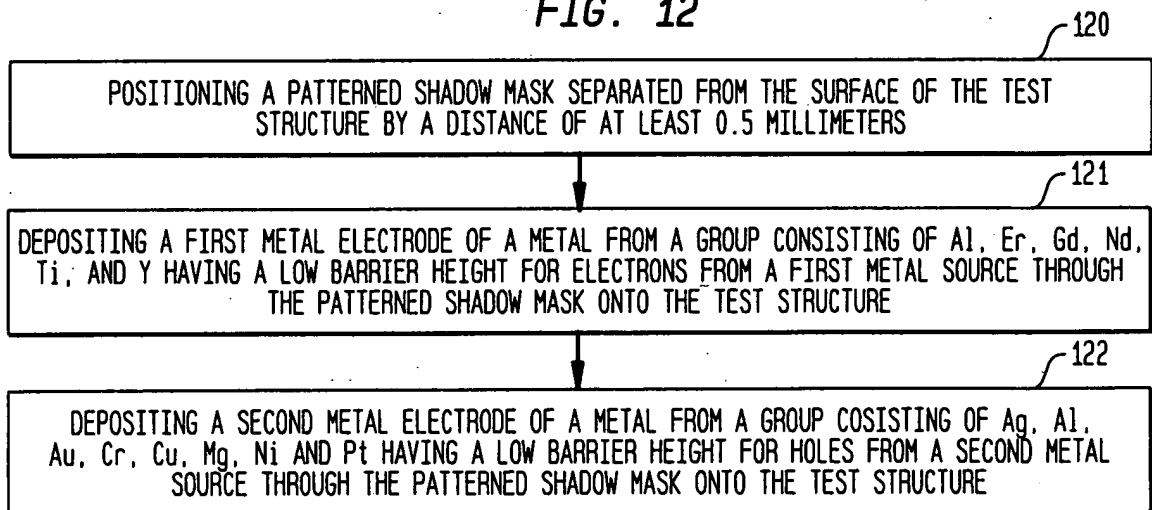 FIG. 12
120
POSITIONING A PATTERNED SHADOW MASK SEPARATED FROM THE SURFACE OF THE TEST
STRUCTURE BY A DISTANCE OF AT LEAST 0.5 MILLIMETERS
121
DEPOSITING A FIRST METAL ELECTRODE OF A METAL FROM A GROUP CONSISTING OF Al, Er, Gd, Nd,
Ti, AND Y HAVING A LOW BARRIER HEIGHT FOR ELECTRONS FROM A FIRST METAL SOURCE THROUGH
THE PATTERNED SHADOW MASK ONTO THE TEST STRUCTURE
122
DEPOSITING A SECOND METAL ELECTRODE OF A METAL FROM A GROUP COSISTING OF Ag, Al,
Au, Cr, Cu, Mg, Ni AND Pt HAVING A LOW BARRIER HEIGHT FOR HOLES FROM A SECOND METAL
SOURCE THROUGH THE PATTERNED SHADOW MASK ONTO THE TEST STRUCTURE